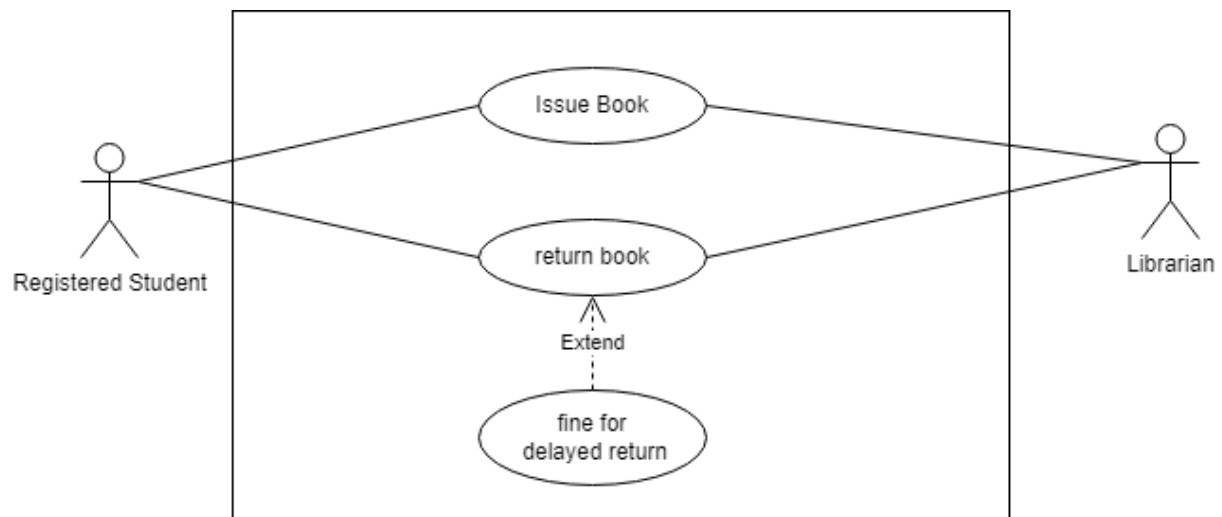 Issue Book
return book
Registered Student
Librarian
Extend
fine for
delayed return